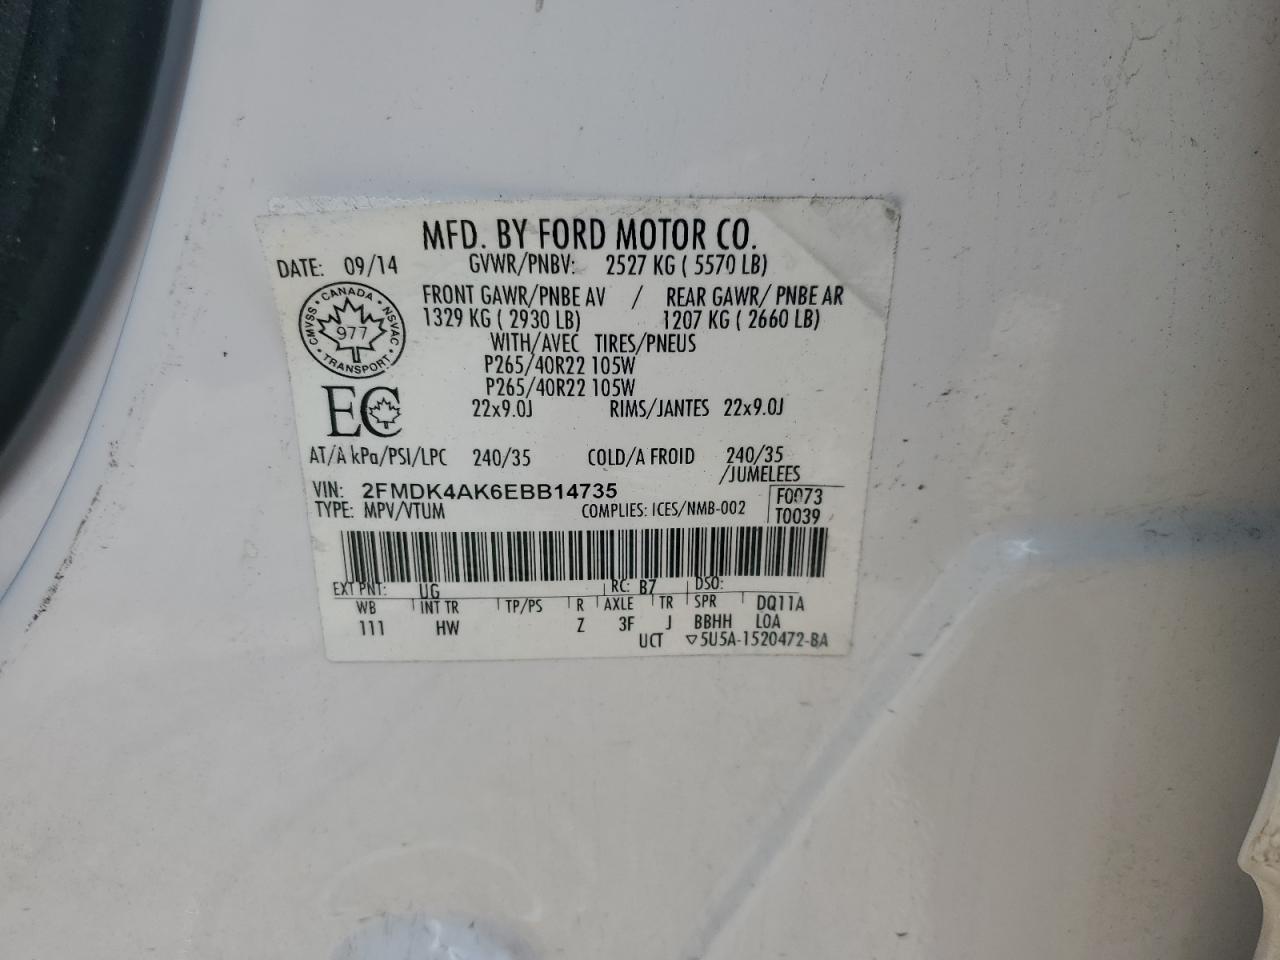 MFD. BY FORD MOTOR CO.
DATE: 09/14 GVWR/PNBV: 2527 KG ( 5570 LB)
FRONT GAWR/PNBE AV / REAR GAWR/ PNBE AR
1329 KG ( 2930 LB) 1207 KG ( 2660 LB)
CANADA
CMVSS NSVAC
977
TRANSPORT
WITH/AVEC TIRES/PNEUS
P265/40R22 105W
P265/40R22 105W
EC
22x9.0J RIMS/JANTES 22x9.0J
AT/A kPa/PSI/LPC 240/35 COLD/A FROID 240/35
/JUMELEES
VIN: 2FMDK4AK6EBB14735 F0073
TYPE: MPV/VTUM COMPLIES: ICES/NMB-002 T0039
EXT PNT: UG RC: B7 DSO:
WB INT TR TP/PS R AXLE TR SPR DQ11A
111 HW Z 3F J BBHH LOA
UCT ▽5U5A-1520472-BA